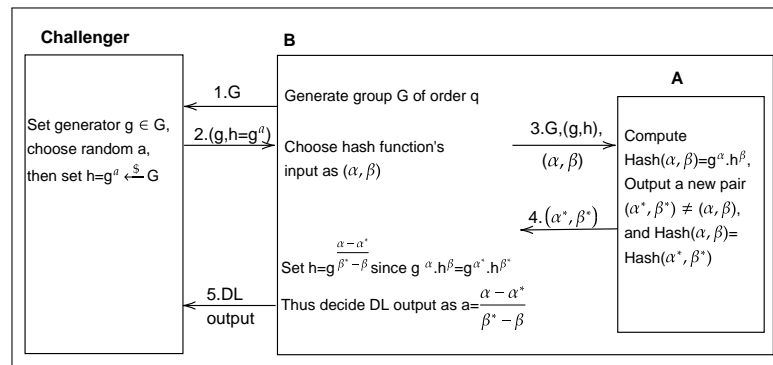 Challenger
Set generator g ∈ G,
choose random a,
then set h=gᵃ ←$ G
1.G
2.(g,h=gᵃ)
5.DL
output
B
Generate group G of order q
Choose hash function's
input as (α, β)
3.G,(g,h),
(α, β)
4.(α*, β*)
Set h=g^((α − α*)/(β* − β)) since g^α.h^β=g^α*.h^β*
Thus decide DL output as a=(α − α*)/(β* − β)
A
Compute
Hash(α, β)=g^α.h^β,
Output a new pair
(α*, β*) ≠ (α, β),
and Hash(α, β)=
Hash(α*, β*)